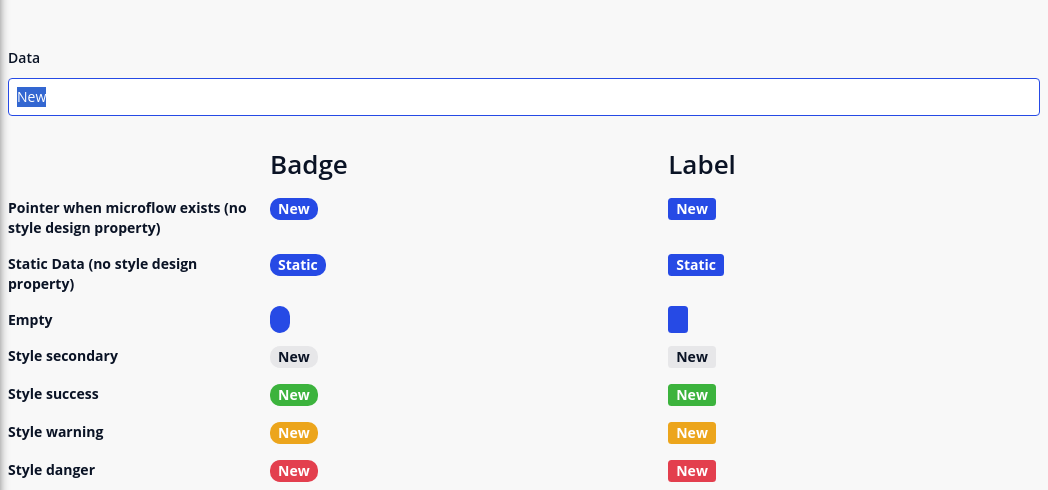 Data
New
Badge Label
Pointer when microflow exists (no New New
style design property)
Static Data (no style design Static Static
property)
Empty
Style secondary New New
Style success New New
Style warning New New
Style danger New New